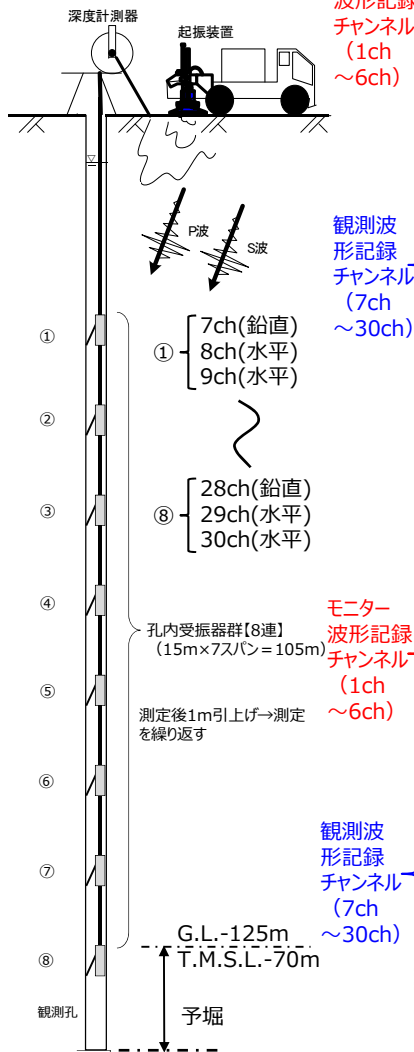 深度計測器
起振装置
波形記録
チャンネル
（1ch
～6ch）
P波
S波
観測波
形記録
チャンネル
（7ch
～30ch）
①
②
③
④
⑤
⑥
⑦
⑧
①
7ch(鉛直)
8ch(水平)
9ch(水平)
⑧
28ch(鉛直)
29ch(水平)
30ch(水平)
孔内受振器群【8連】
（15m×7スパン＝105m）
測定後1m引上げ→測定
を繰り返す
モニター
波形記録
チャンネル
（1ch
～6ch）
観測波
形記録
チャンネル
（7ch
～30ch）
G.L.-125m
T.M.S.L.-70m
観測孔
予堀